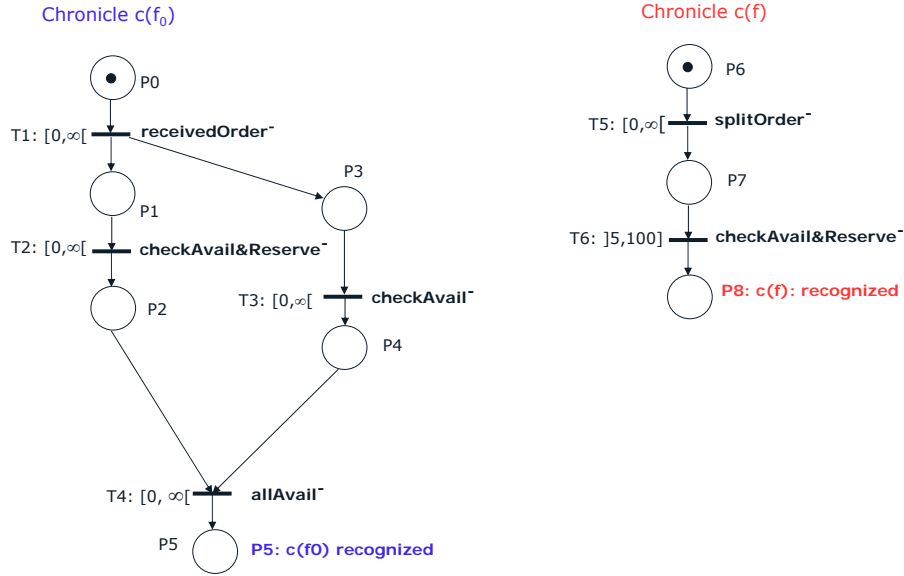 Chronicle c(f₀)
Chronicle c(f)
P0
P6
T1: [0,∞[ receivedOrder⁻
T5: [0,∞[ splitOrder⁻
P3
P7
P1
T2: [0,∞[ checkAvail&Reserve⁻
T6: ]5,100] checkAvail&Reserve⁻
P2
T3: [0,∞[ checkAvail⁻
P8: c(f): recognized
P4
T4: [0, ∞[ allAvail⁻
P5
P5: c(f0) recognized